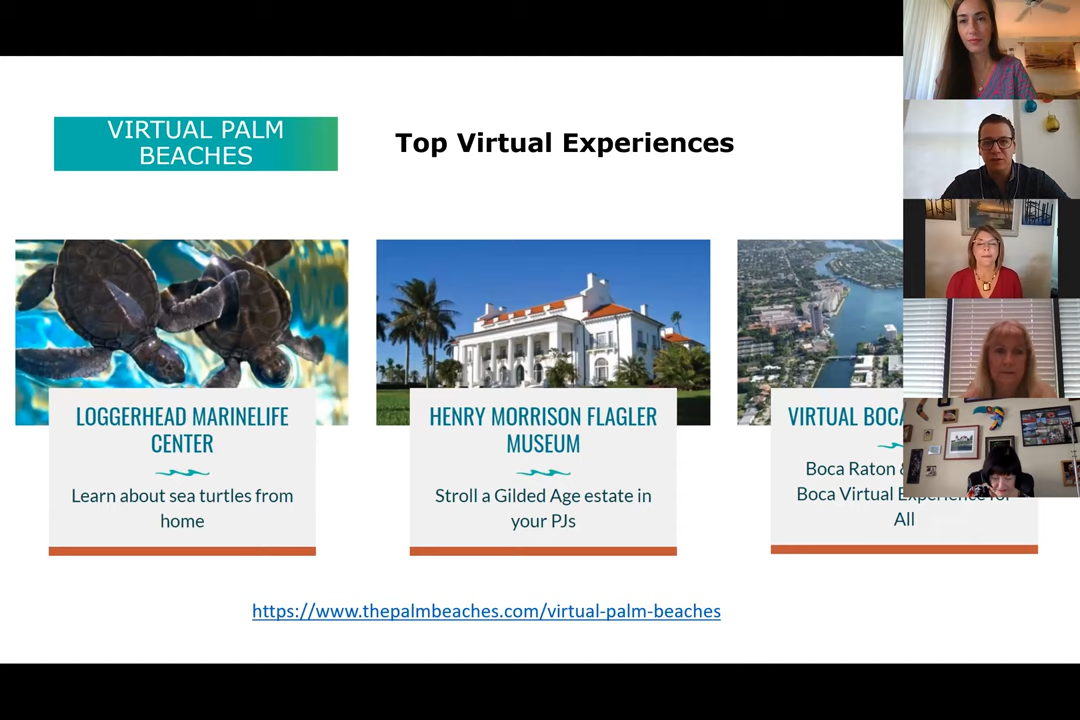 VIRTUAL PALM
BEACHES
Top Virtual Experiences
LOGGERHEAD MARINELIFE
CENTER
Learn about sea turtles from
home
HENRY MORRISON FLAGLER
MUSEUM
Stroll a Gilded Age estate in
your PJs
VIRTUAL BOCA
Boca Raton
Boca Virtual Experience for
All
https://www.thepalmbeaches.com/virtual-palm-beaches